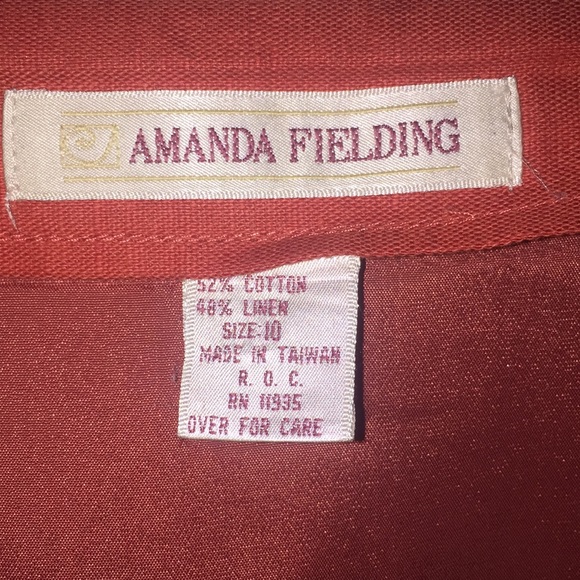 AMANDA FIELDING
52% COTTON
48% LINEN
SIZE:10
MADE IN TAIWAN
R. O. C.
RN 11935
OVER FOR CARE